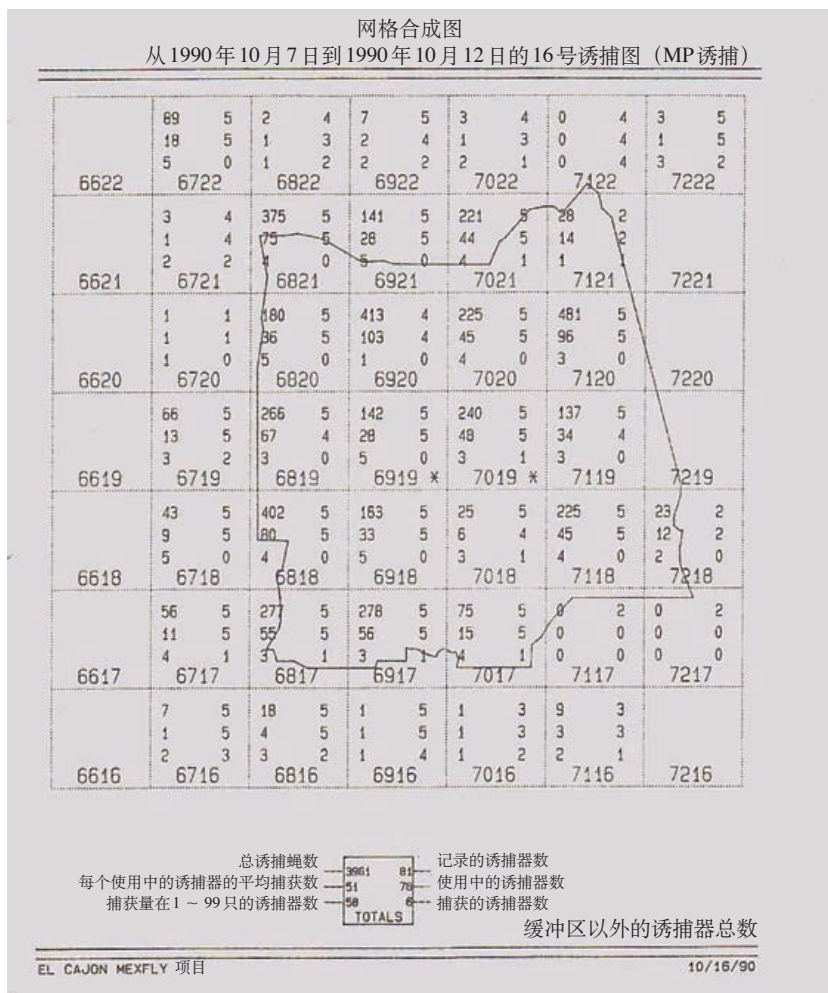 网格合成图
从1990年10月7日到1990年10月12日的16号诱捕图（MP诱捕）
89 5 2 4 7 5 3 4 0 4 3 5
18 5 1 3 2 4 1 3 0 4 1 5
5 0 1 2 2 2 2 1 0 4 3 2
6622 6722 6822 6922 7022 7122 7222
3 4 375 5 141 5 221 5 28 2
1 4 75 5 28 5 44 5 14 2
2 2 4 0 5 0 4 1 1 1
6621 6721 6821 6921 7021 7121 7221
1 1 180 5 413 4 225 5 481 5
1 1 36 5 103 4 45 5 96 5
1 0 5 0 1 0 4 0 3 0
6620 6720 6820 6920 7020 7120 7220
66 5 266 5 142 5 240 5 137 5
13 5 67 4 28 5 48 5 34 4
3 2 3 0 5 0 3 1 3 0
6619 6719 6819 6919 * 7019 * 7119 7219
43 5 402 5 163 5 25 5 225 5 23 2
9 5 80 5 33 5 6 4 45 5 12 2
5 0 4 0 5 0 3 1 4 0 2 0
6618 6718 6818 6918 7018 7118 7218
56 5 277 5 278 5 75 5 0 2 0 2
11 5 55 5 56 5 15 5 0 0 0 0
4 1 3 1 3 1 4 1 0 0 0 0
6617 6717 6817 6917 7017 7117 7217
7 5 18 5 1 5 1 3 9 3
1 5 4 5 1 5 1 3 3 3
2 3 3 2 1 4 1 2 2 1
6616 6716 6816 6916 7016 7116 7216
总诱捕蝇数 3961 81 记录的诱捕器数
每个使用中的诱捕器的平均捕获数 51 78 使用中的诱捕器数
捕获量在1 ~ 99只的诱捕器数 58 6 捕获的诱捕器数
TOTALS
缓冲区以外的诱捕器总数
EL CAJON MEXFLY 项目 10/16/90